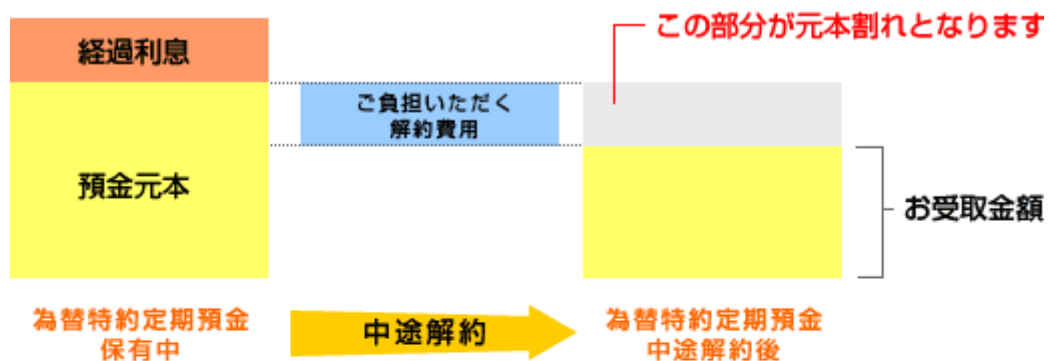 この部分が元本割れとなります
経過利息
ご負担いただく
解約費用
預金元本
お受取金額
為替特約定期預金
保有中
中途解約
為替特約定期預金
中途解約後